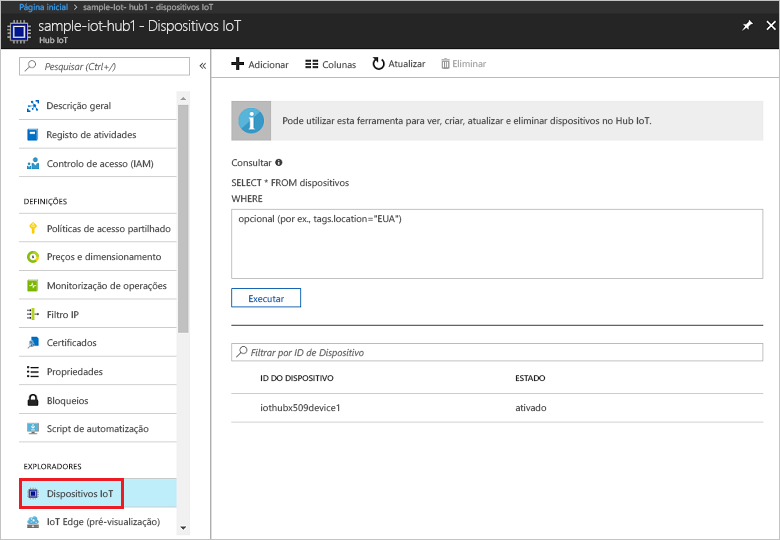 Página inicial > sample-Iot- hub1 - Dispositivos IoT
sample-iot-hub1 - Dispositivos IoT
Hub IoT
Pesquisar (Ctrl+/)
Descrição geral
Registo de atividades
Controlo de acesso (IAM)
DEFINIÇÕES
Políticas de acesso partilhado
Preços e dimensionamento
Monitorização de operações
Filtro IP
Certificados
Propriedades
Bloqueios
Script de automatização
EXPLORADORES
Dispositivos IoT
IoT Edge (pré-visualização)
Adicionar Colunas Atualizar Eliminar
Pode utilizar esta ferramenta para ver, criar, atualizar e eliminar dispositivos no Hub IoT.
Consultar
SELECT * FROM dispositivos
WHERE
opcional (por ex., tags.location="EUA")
Executar
Filtrar por ID de Dispositivo
ID DO DISPOSITIVO ESTADO
iothubx509device1 ativado